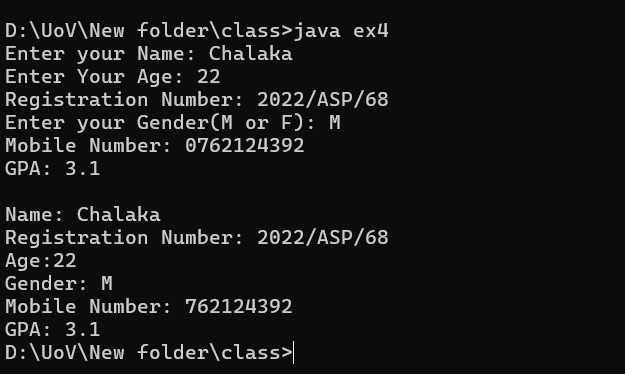 D:\UoV\New folder\class>java ex4
Enter your Name: Chalaka
Enter Your Age: 22
Registration Number: 2022/ASP/68
Enter your Gender(M or F): M
Mobile Number: 0762124392
GPA: 3.1

Name: Chalaka
Registration Number: 2022/ASP/68
Age:22
Gender: M
Mobile Number: 762124392
GPA: 3.1
D:\UoV\New folder\class>